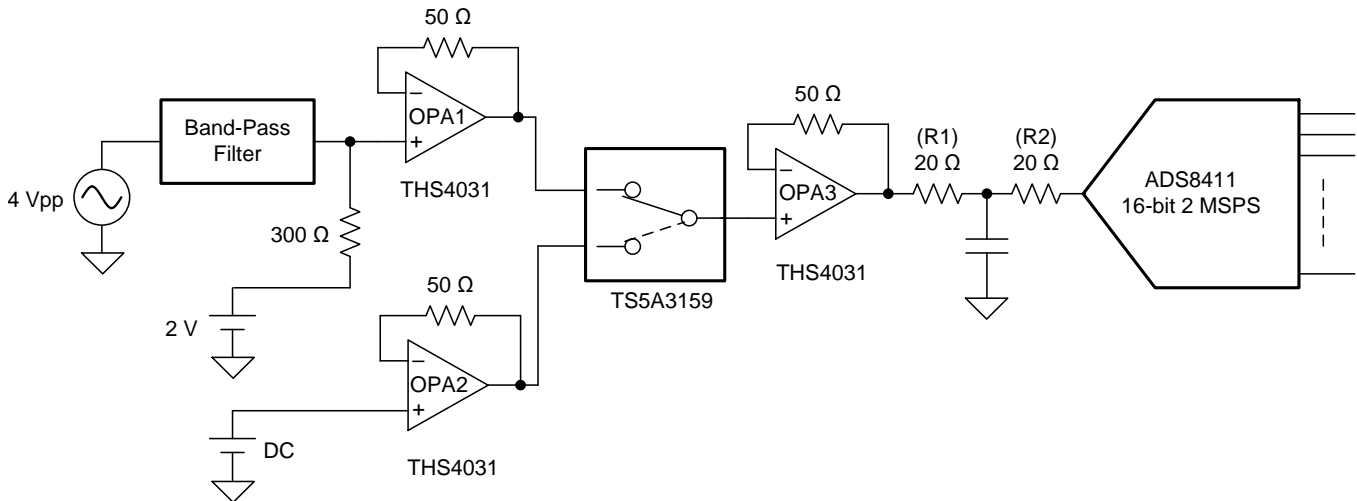 50 Ω
Band-Pass
Filter
−
OPA1
+
THS4031
4 Vpp
300 Ω
2 V
50 Ω
−
OPA2
+
DC
THS4031
TS5A3159
50 Ω
−
OPA3
+
THS4031
(R1)
20 Ω
(R2)
20 Ω
ADS8411
16-bit 2 MSPS